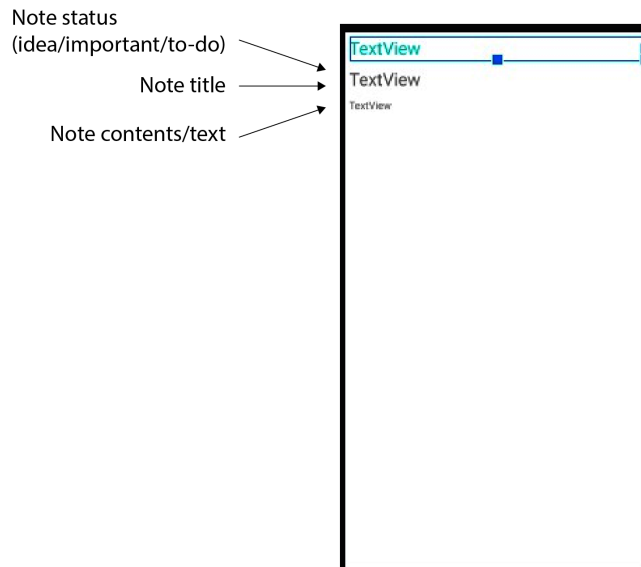 Note status
(idea/important/to-do)
Note title
Note contents/text
TextView
TextView
TextView